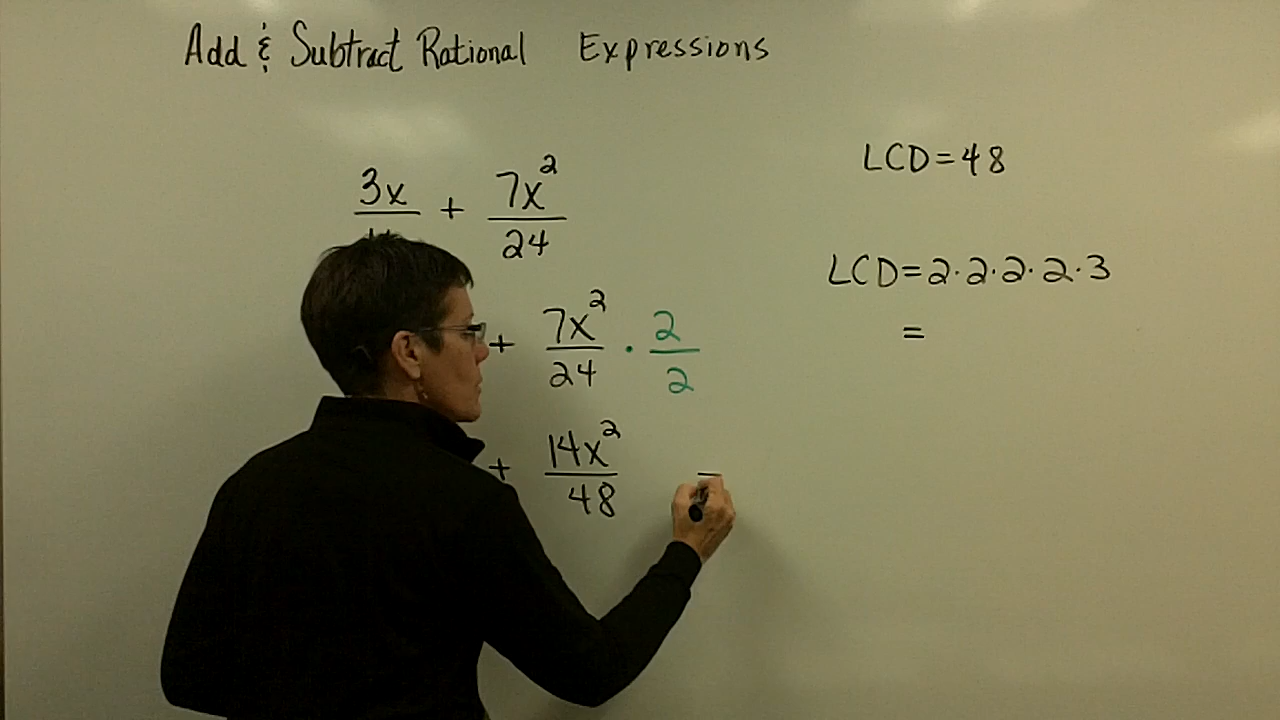 Add & Subtract Rational Expressions
LCD=48
3x/ + 7x²/24
LCD=2·2·2·2·3
=
+ 7x²/24 · 2/2
+ 14x²/48 =